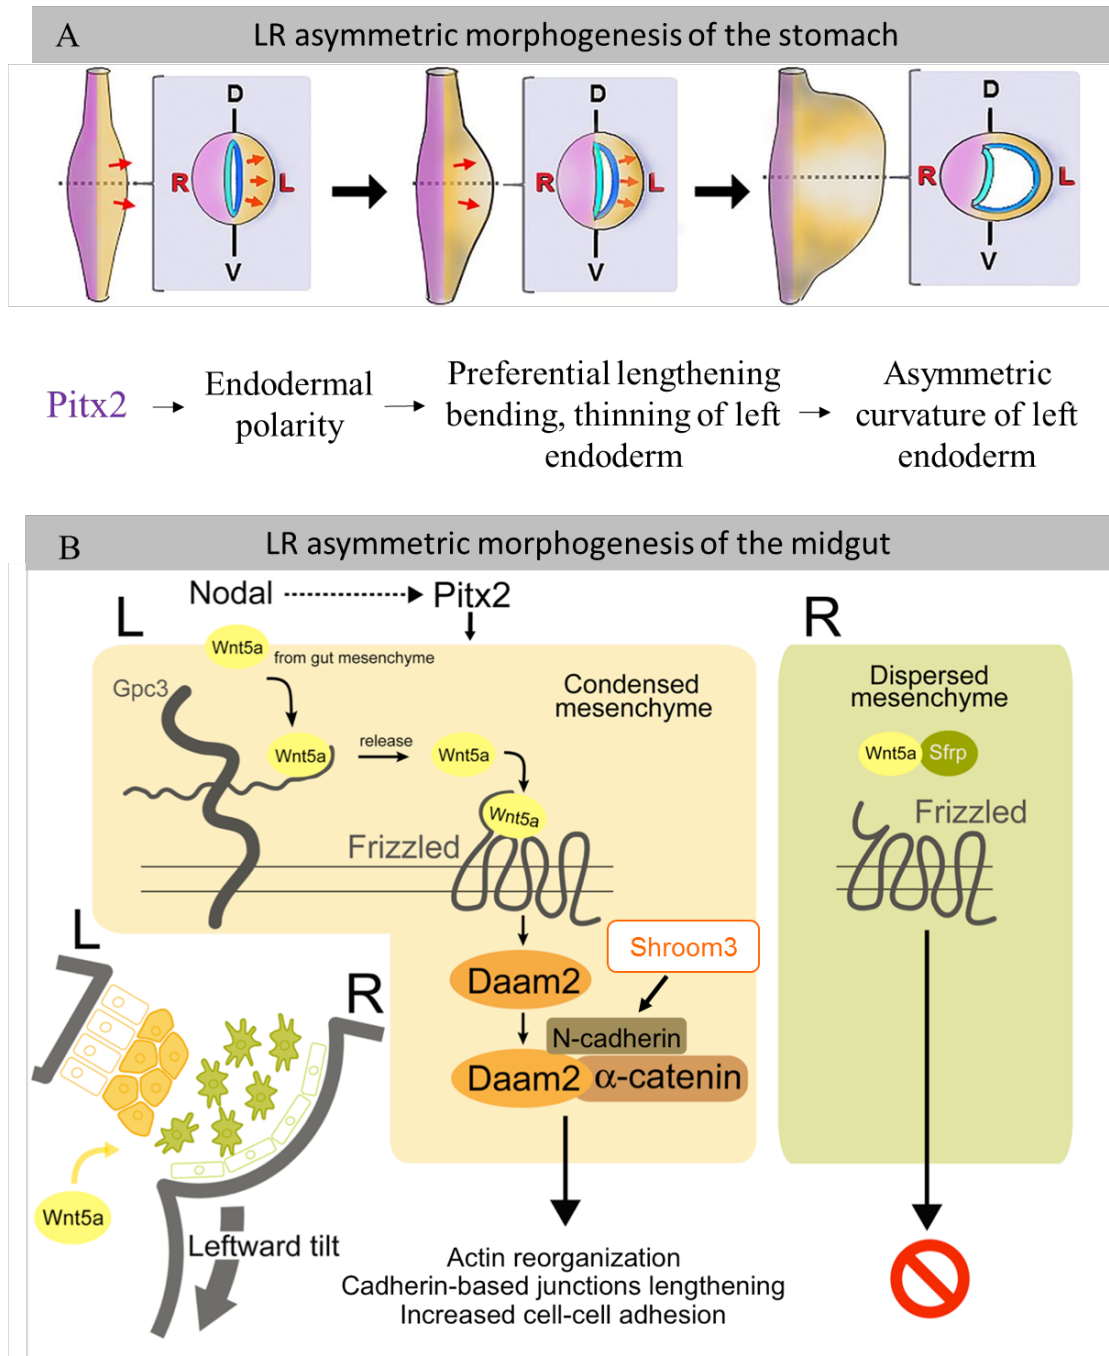 A
LR asymmetric morphogenesis of the stomach
D
R
L
V
D
R
L
V
D
R
L
V
Pitx2
Endodermal
polarity
Preferential lengthening
bending, thinning of left
endoderm
Asymmetric
curvature of left
endoderm
B
LR asymmetric morphogenesis of the midgut
L
Nodal
Pitx2
Wnt5a
from gut mesenchyme
Gpc3
Condensed
mesenchyme
Wnt5a
release
Wnt5a
Wnt5a
Frizzled
Daam2
Shroom3
N-cadherin
Daam2
α-catenin
Actin reorganization
Cadherin-based junctions lengthening
Increased cell-cell adhesion
R
Dispersed
mesenchyme
Wnt5a
Sfrp
Frizzled
L
R
Wnt5a
Leftward tilt